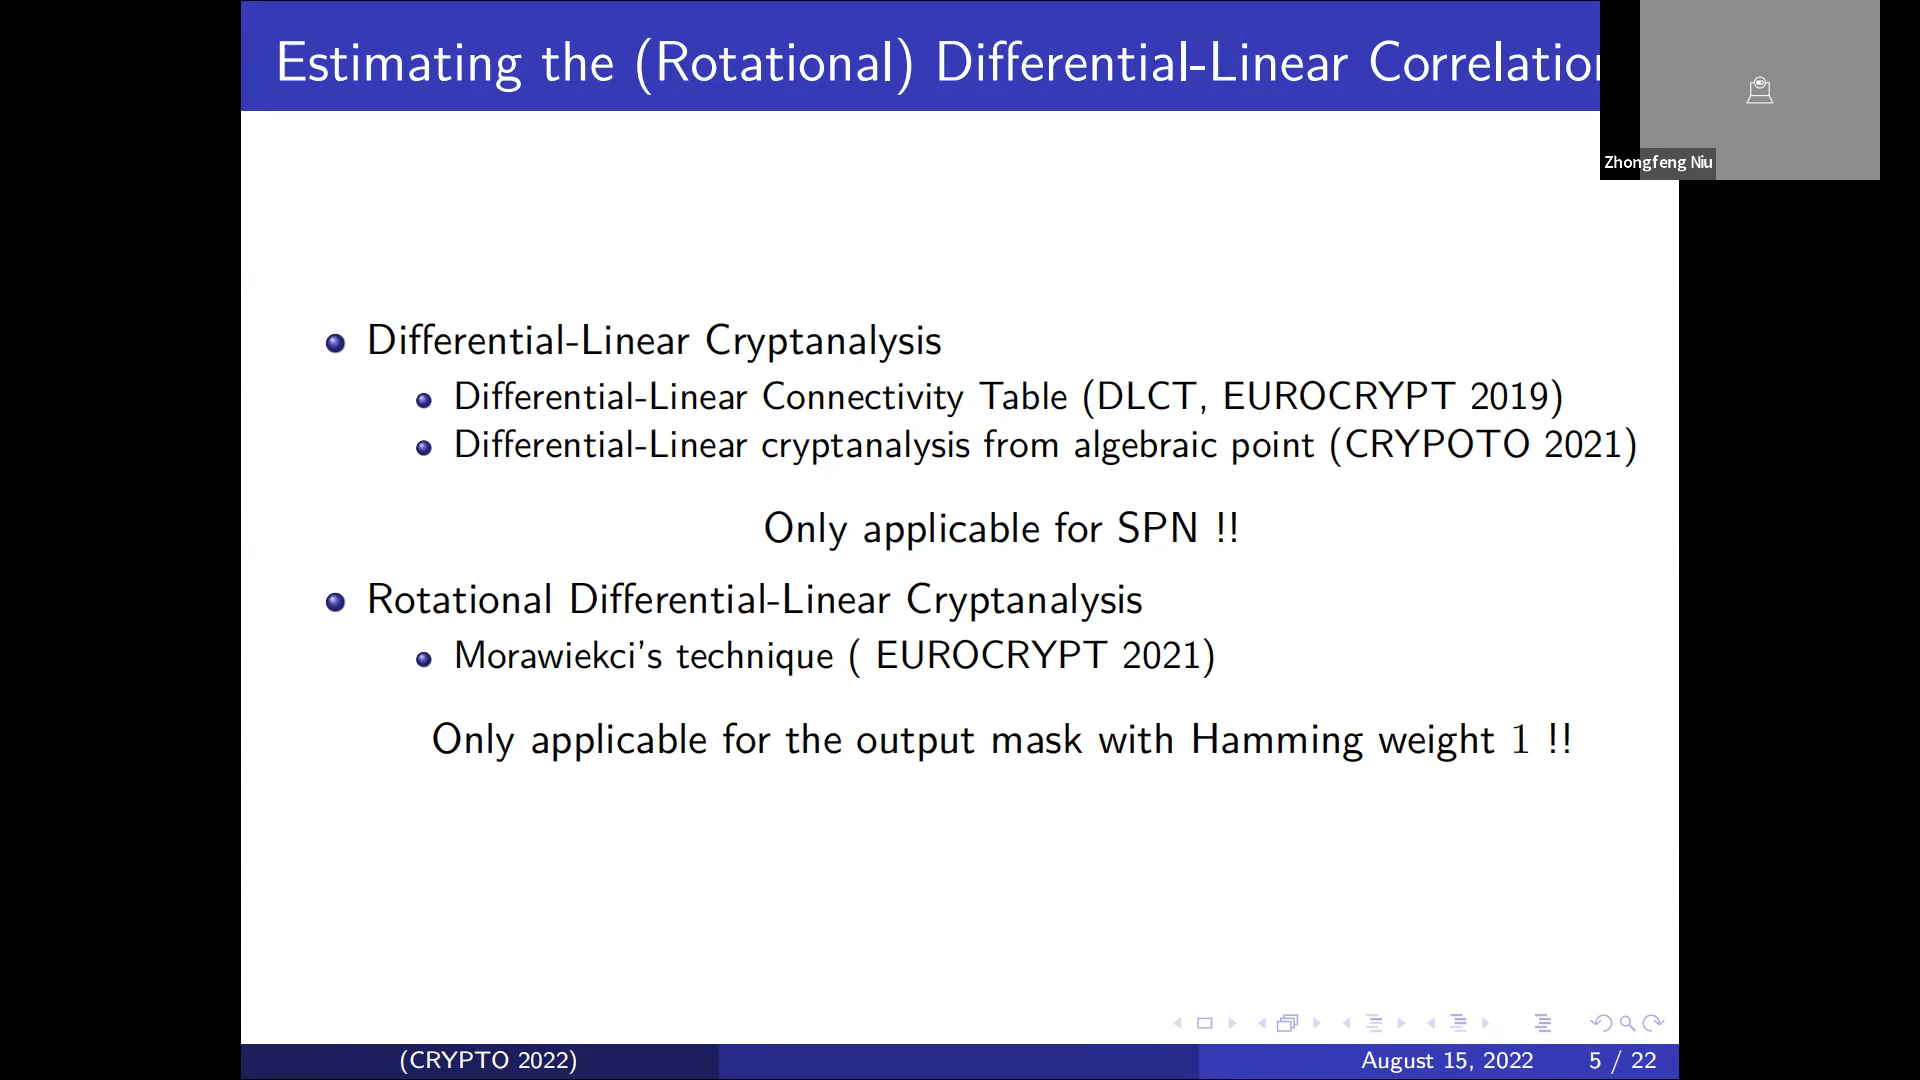 Estimating the (Rotational) Differential-Linear Correlation
Zhongfeng Niu
Differential-Linear Cryptanalysis
Differential-Linear Connectivity Table (DLCT, EUROCRYPT 2019)
Differential-Linear cryptanalysis from algebraic point (CRYPOTO 2021)
Only applicable for SPN !!
Rotational Differential-Linear Cryptanalysis
Morawiekci's technique ( EUROCRYPT 2021)
Only applicable for the output mask with Hamming weight 1 !!
(CRYPTO 2022)
August 15, 2022
5 / 22